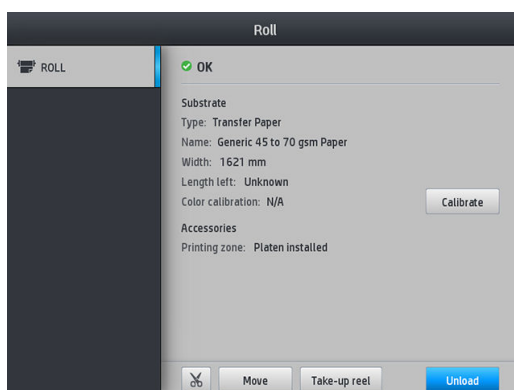 Roll
ROLL
OK
Substrate
Type: Transfer Paper
Name: Generic 45 to 70 gsm Paper
Width: 1621 mm
Length left: Unknown
Color calibration: N/A
Calibrate
Accessories
Printing zone: Platen installed
Move
Take-up reel
Unload